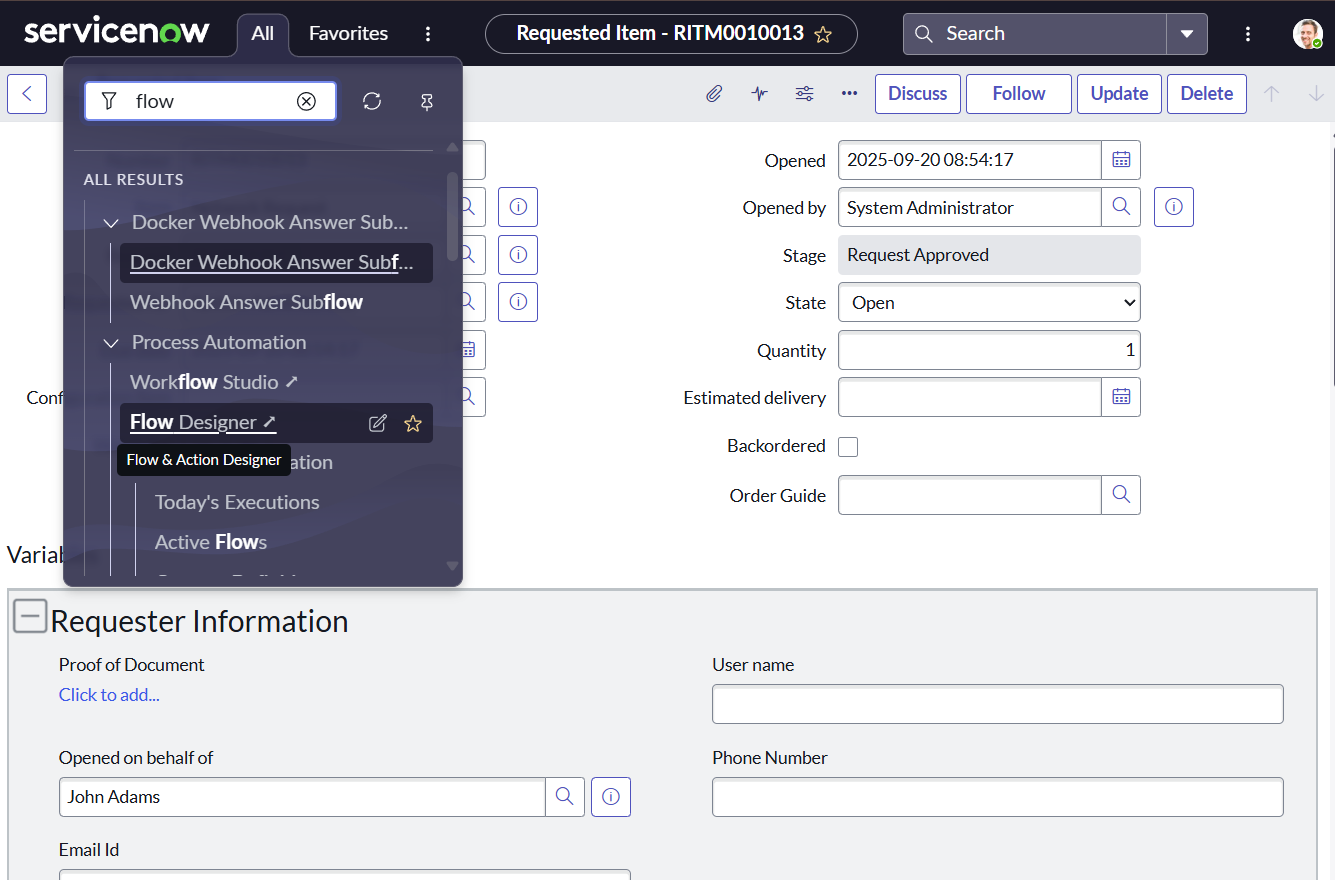 servicenow All Favorites Requested Item - RITM0010013 Search
flow
Discuss Follow Update Delete
ALL RESULTS
Docker Webhook Answer Sub...
Docker Webhook Answer Subf...
Webhook Answer Subflow
Process Automation
Workflow Studio
Flow Designer
Flow & Action Designer
ation
Today's Executions
Active Flows
Conf
Opened 2025-09-20 08:54:17
Opened by System Administrator
Stage Request Approved
State Open
Quantity 1
Estimated delivery
Backordered
Order Guide
Variab
Requester Information
Proof of Document
Click to add...
User name
Opened on behalf of
John Adams
Phone Number
Email Id